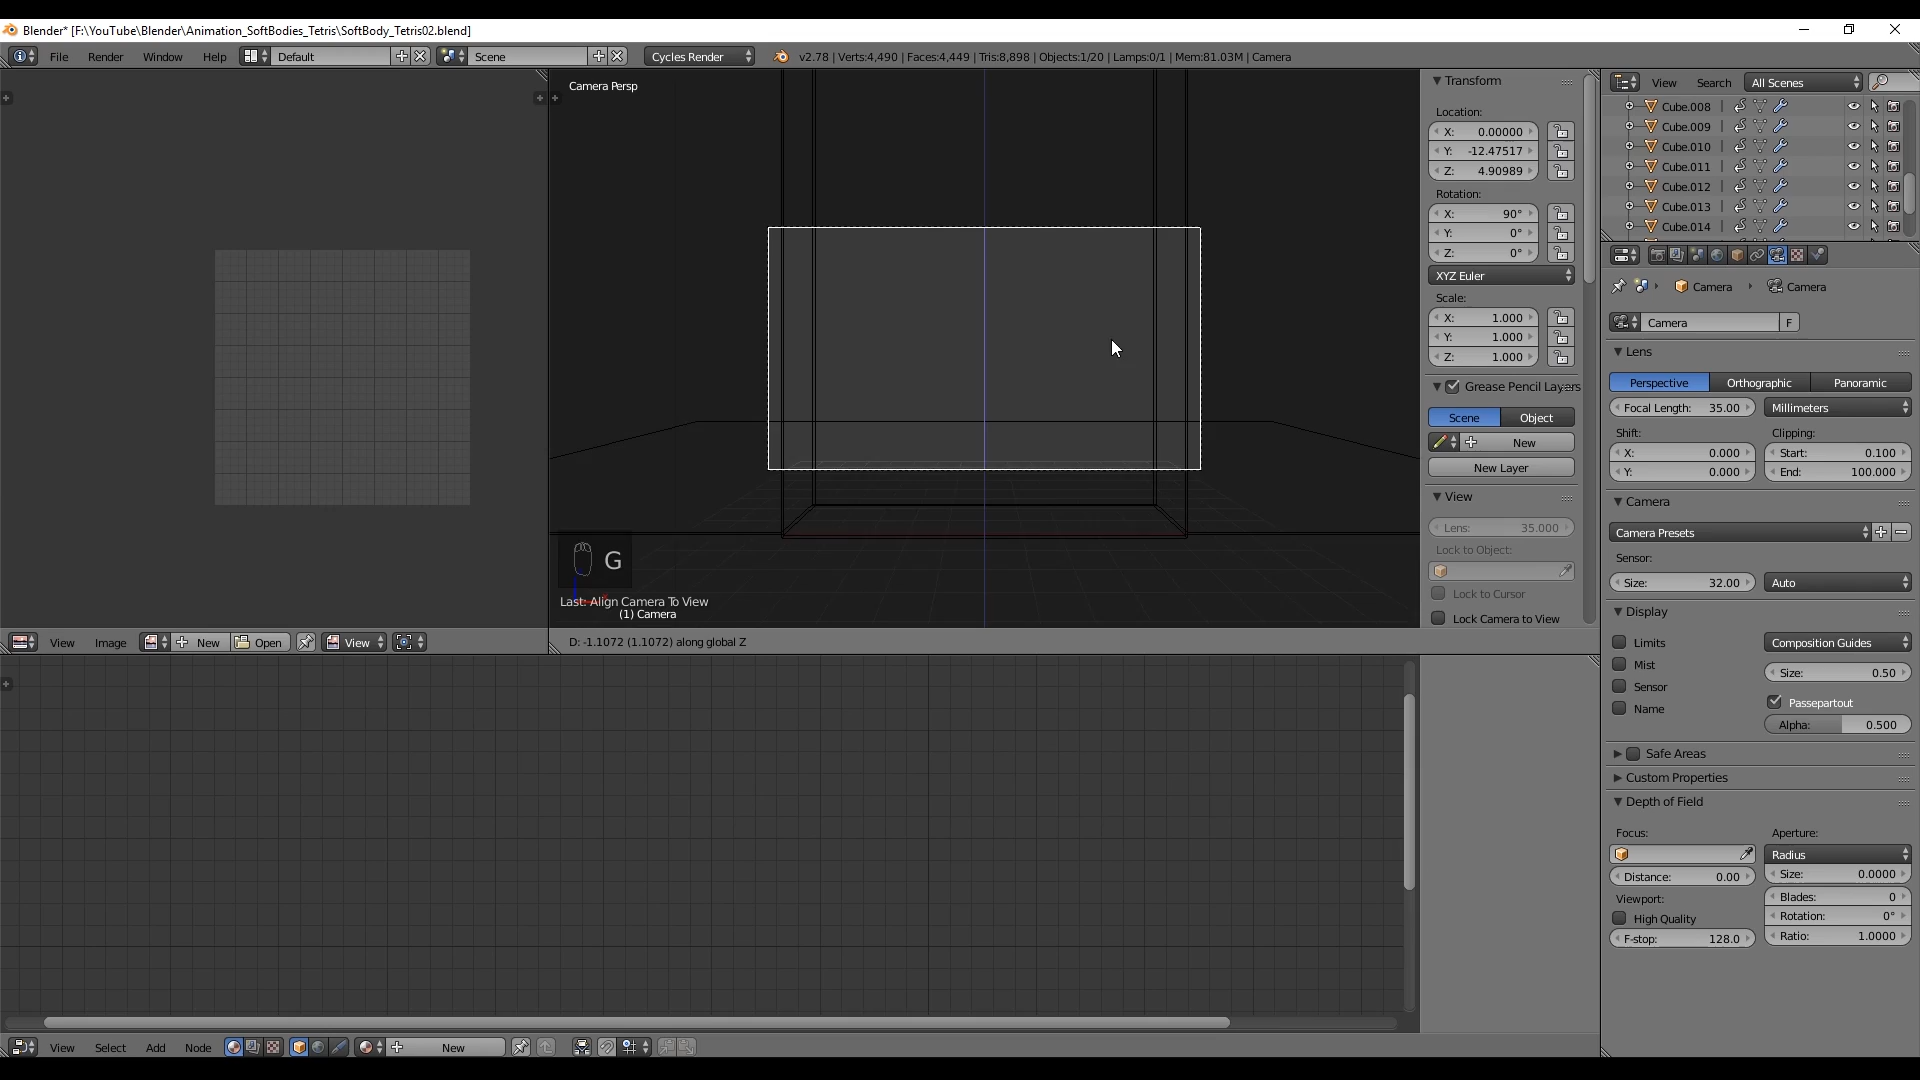 Blender* [F:\YouTube\Blender\Animation_SoftBodies_Tetris\SoftBody_Tetris02.blend]
File Render Window Help Default Scene Cycles Render v2.78 | Verts:4,490 | Faces:4,449 | Tris:8,898 | Objects:1/20 | Lamps:0/1 | Mem:81.03M | Camera
Camera Persp
G
Last: Align Camera To View
(1) Camera
D: -1.1072 (1.1072) along global Z
Transform
Location:
X: 0.00000
Y: -12.47517
Z: 4.90989
Rotation:
X: 90°
Y: 0°
Z: 0°
XYZ Euler
Scale:
X: 1.000
Y: 1.000
Z: 1.000
Grease Pencil Layers
Scene Object
New
New Layer
View
Lens: 35.000
Lock to Object:
Lock to Cursor
Lock Camera to View
View Search All Scenes
Cube.008
Cube.009
Cube.010
Cube.011
Cube.012
Cube.013
Cube.014
Camera Camera
Camera F
Lens
Perspective Orthographic Panoramic
Focal Length: 35.00 Millimeters
Shift: Clipping:
X: 0.000 Start: 0.100
Y: 0.000 End: 100.000
Camera
Camera Presets
Sensor:
Size: 32.00 Auto
Display
Limits Composition Guides
Mist Size: 0.50
Sensor Passepartout
Name Alpha: 0.500
Safe Areas
Custom Properties
Depth of Field
Focus: Aperture:
Radius
Distance: 0.00 Size: 0.0000
Viewport: Blades: 0
High Quality Rotation: 0°
F-stop: 128.0 Ratio: 1.0000
View Image New Open View
View Select Add Node New